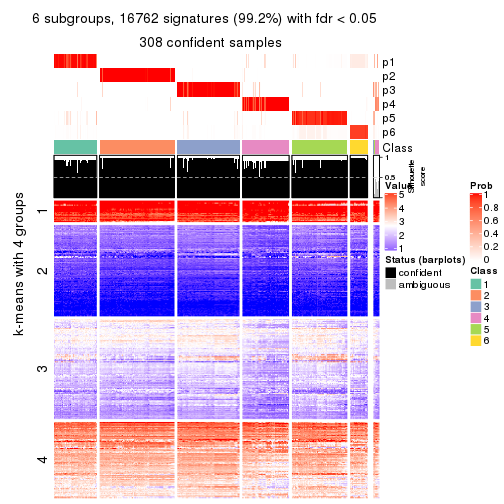 6 subgroups, 16762 signatures (99.2%) with fdr < 0.05
308 confident samples
p1
p2
p3
p4
p5
p6
Class
1
0.5
Silhouette
score
k-means with 4 groups
1
2
3
4
Value
5
4
3
2
1
Status (barplots)
confident
ambiguous
Prob
1
0.8
0.6
0.4
0.2
0
Class
1
2
3
4
5
6